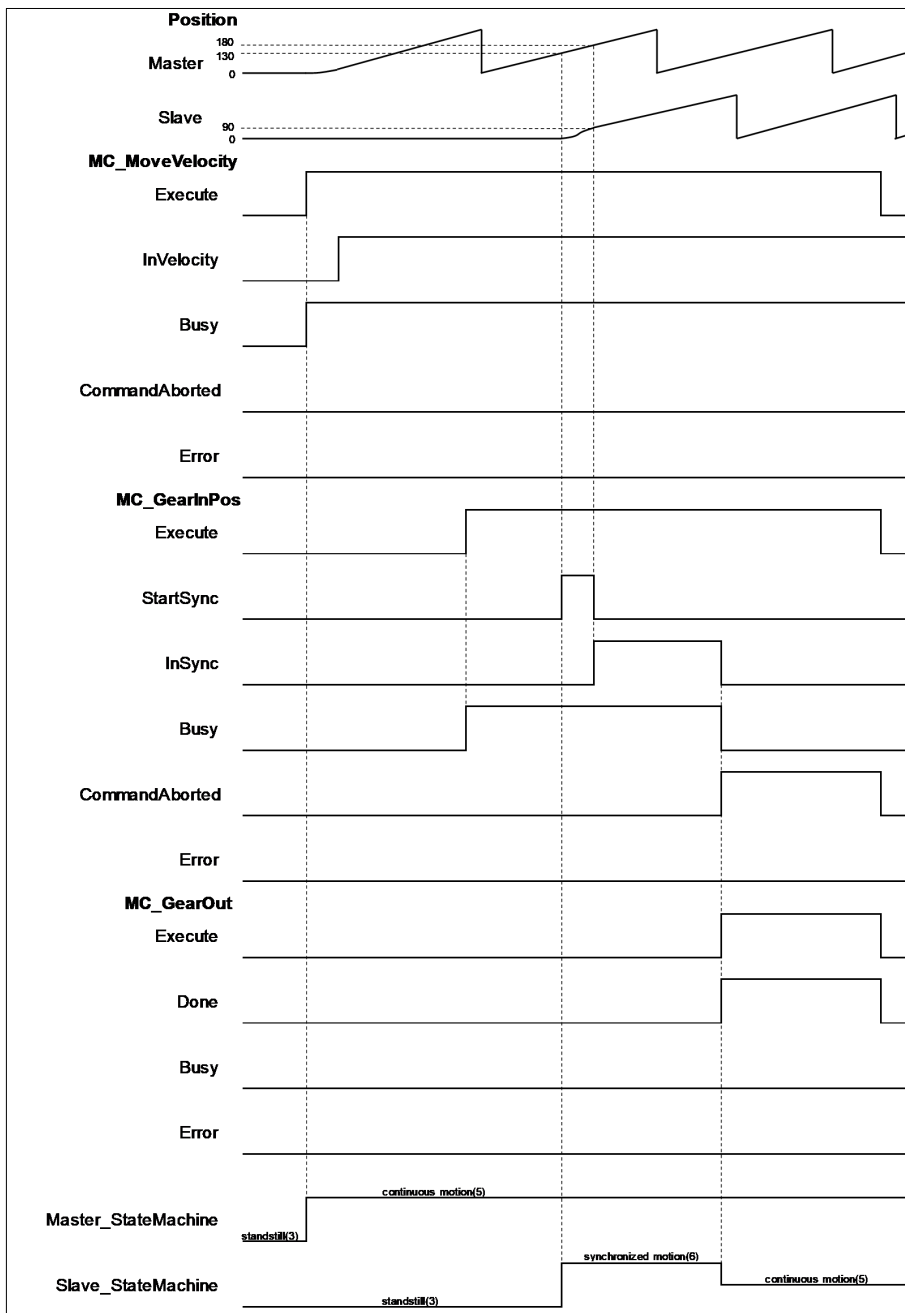 Position
180
130
Master
0
Slave
90
0
MC_MoveVelocity
Execute
InVelocity
Busy
CommandAborted
Error
MC_GearInPos
Execute
StartSync
InSync
Busy
CommandAborted
Error
MC_GearOut
Execute
Done
Busy
Error
continuous motion(5)
Master_StateMachine
standstill(3)
synchronized motion(6)
Slave_StateMachine
continuous motion(5)
standstill(3)